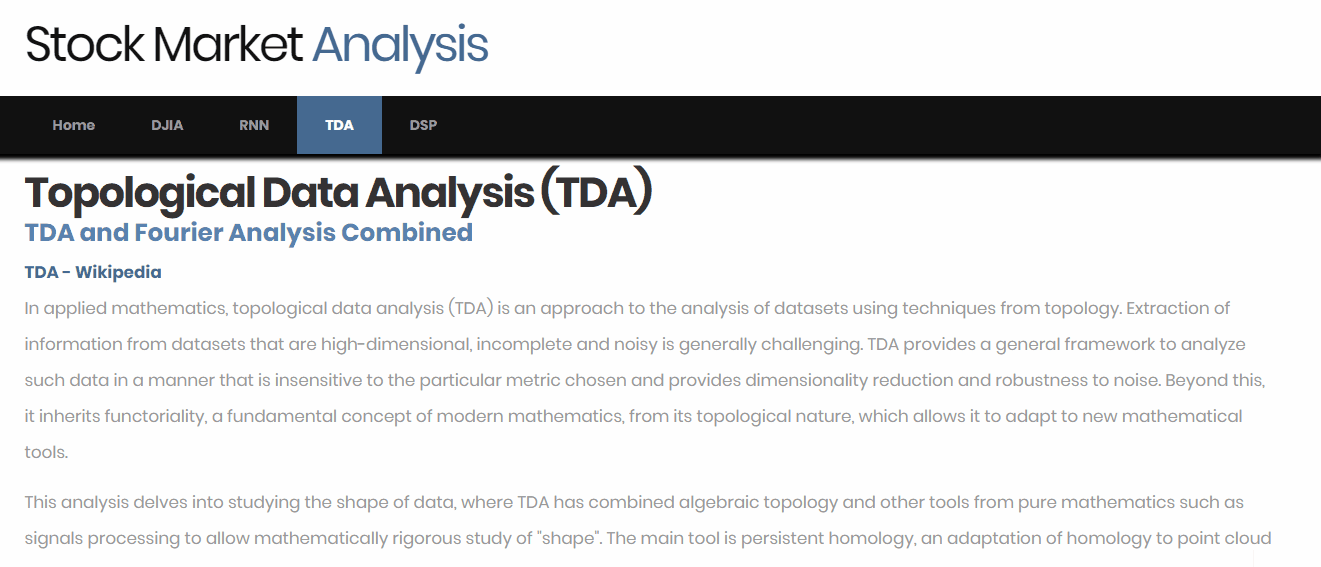 Stock Market Analysis
Home DJIA RNN TDA DSP
Topological Data Analysis (TDA)
TDA and Fourier Analysis Combined
TDA - Wikipedia
In applied mathematics, topological data analysis (TDA) is an approach to the analysis of datasets using techniques from topology. Extraction of
information from datasets that are high-dimensional, incomplete and noisy is generally challenging. TDA provides a general framework to analyze
such data in a manner that is insensitive to the particular metric chosen and provides dimensionality reduction and robustness to noise. Beyond this,
it inherits functoriality, a fundamental concept of modern mathematics, from its topological nature, which allows it to adapt to new mathematical
tools.
This analysis delves into studying the shape of data, where TDA has combined algebraic topology and other tools from pure mathematics such as
signals processing to allow mathematically rigorous study of "shape". The main tool is persistent homology, an adaptation of homology to point cloud